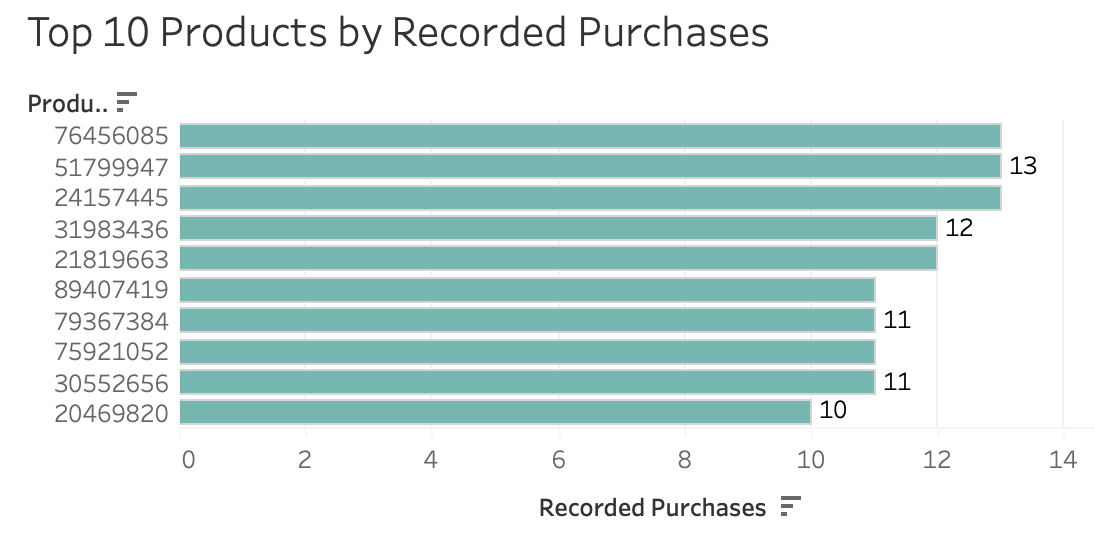 Top 10 Products by Recorded Purchases
Produ..
76456085
51799947 13
24157445
31983436 12
21819663
89407419
79367384 11
75921052
30552656 11
20469820 10
0 2 4 6 8 10 12 14
Recorded Purchases